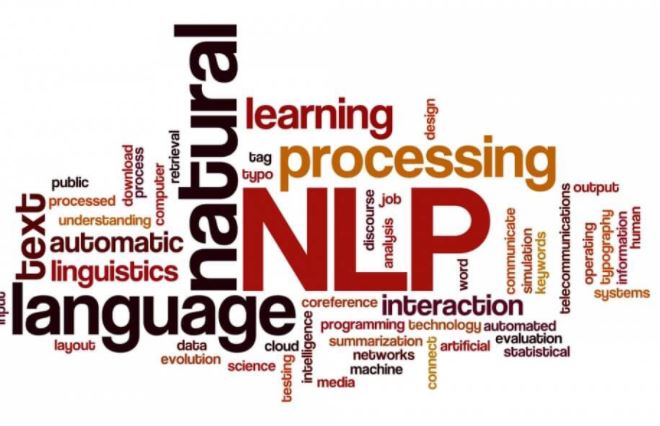 natural
learning
design
tag
processing
typo
NLP
retrieval
download
process
computer
public
processed
understanding
text
automatic
linguistics
language
input
discourse
analysis
job
word
communicate
simulation
keywords
telecommunications
output
operating
typography
information
human
systems
coreference
interaction
programming
technology
automated
summarization
evaluation
networks
connect
artificial
statistical
machine
intelligence
media
testing
cloud
science
data
evolution
layout